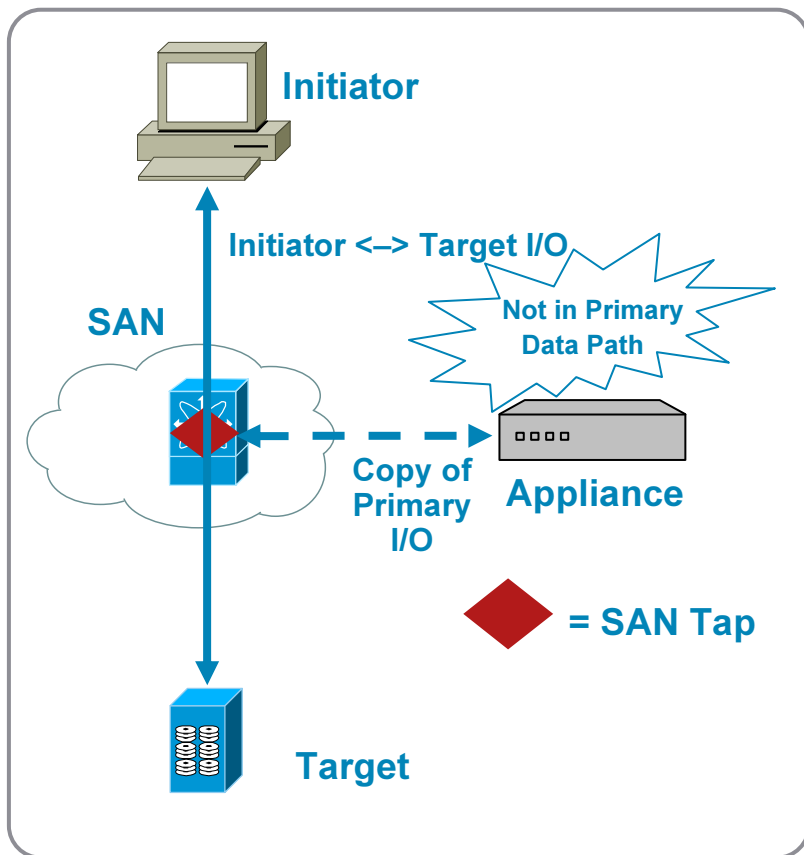 Initiator
Initiator <–> Target I/O
Not in Primary
Data Path
SAN
Copy of
Primary
I/O
Appliance
= SAN Tap
Target